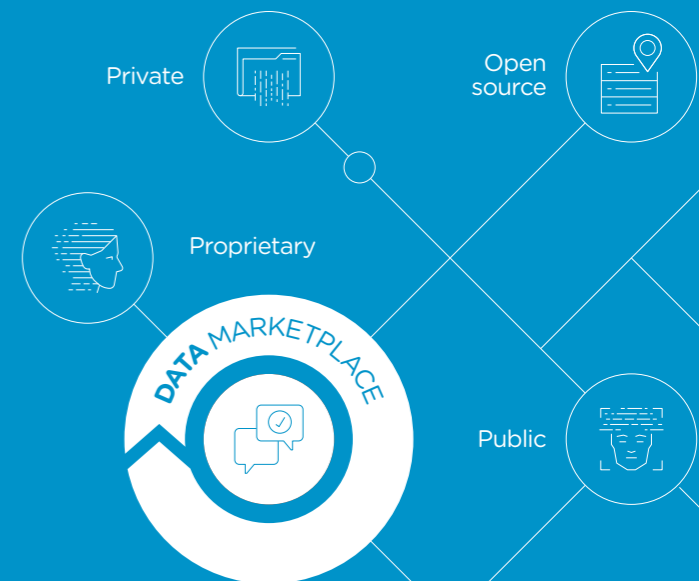 Private
Open
source
Proprietary
DATA MARKETPLACE
Public